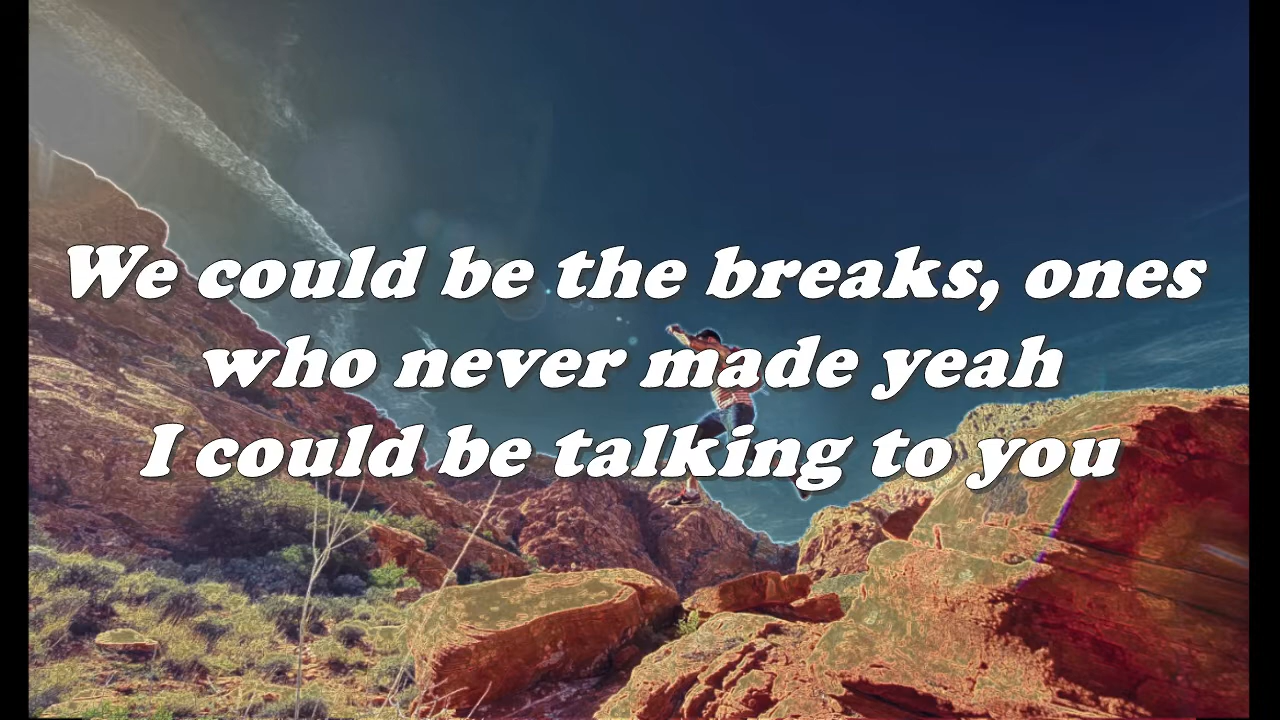 We could be the breaks, ones
who never made yeah
I could be talking to you